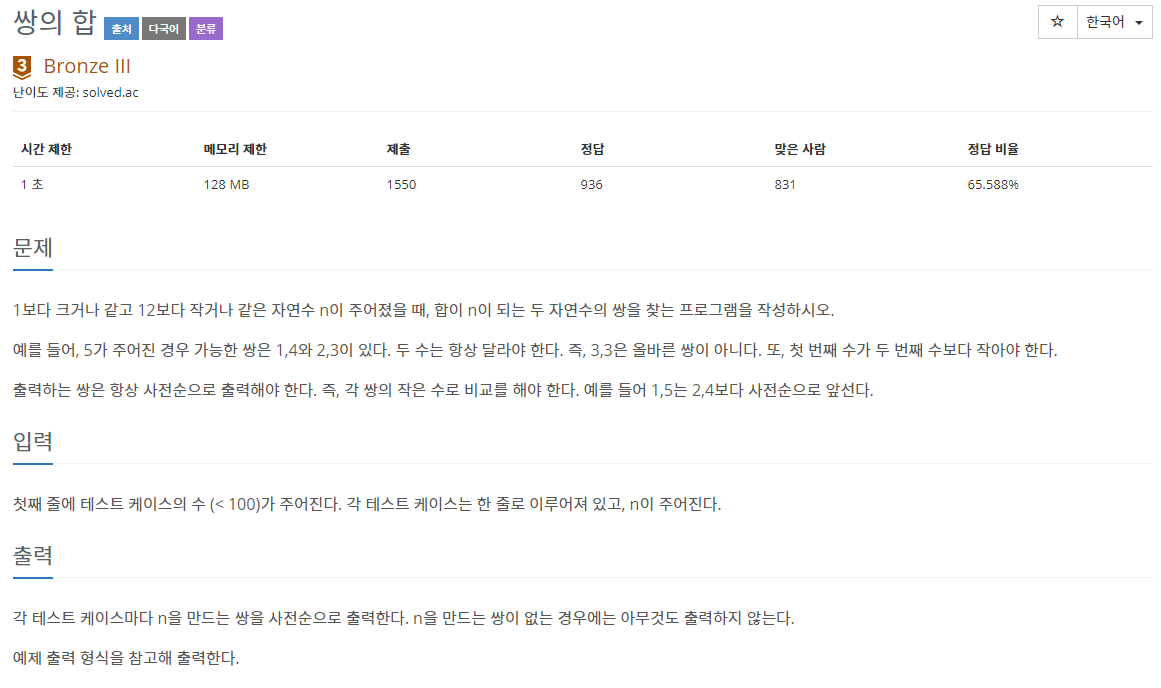 쌍의 합 출처 다국어 분류
☆ 한국어
3 Bronze III
난이도 제공: solved.ac
시간 제한 메모리 제한 제출 정답 맞은 사람 정답 비율
1 초 128 MB 1550 936 831 65.588%
문제
1보다 크거나 같고 12보다 작거나 같은 자연수 n이 주어졌을 때, 합이 n이 되는 두 자연수의 쌍을 찾는 프로그램을 작성하시오.
예를 들어, 5가 주어진 경우 가능한 쌍은 1,4와 2,3이 있다. 두 수는 항상 달라야 한다. 즉, 3,3은 올바른 쌍이 아니다. 또, 첫 번째 수가 두 번째 수보다 작아야 한다.
출력하는 쌍은 항상 사전순으로 출력해야 한다. 즉, 각 쌍의 작은 수로 비교를 해야 한다. 예를 들어 1,5는 2,4보다 사전순으로 앞선다.
입력
첫째 줄에 테스트 케이스의 수 (< 100)가 주어진다. 각 테스트 케이스는 한 줄로 이루어져 있고, n이 주어진다.
출력
각 테스트 케이스마다 n을 만드는 쌍을 사전순으로 출력한다. n을 만드는 쌍이 없는 경우에는 아무것도 출력하지 않는다.
예제 출력 형식을 참고해 출력한다.